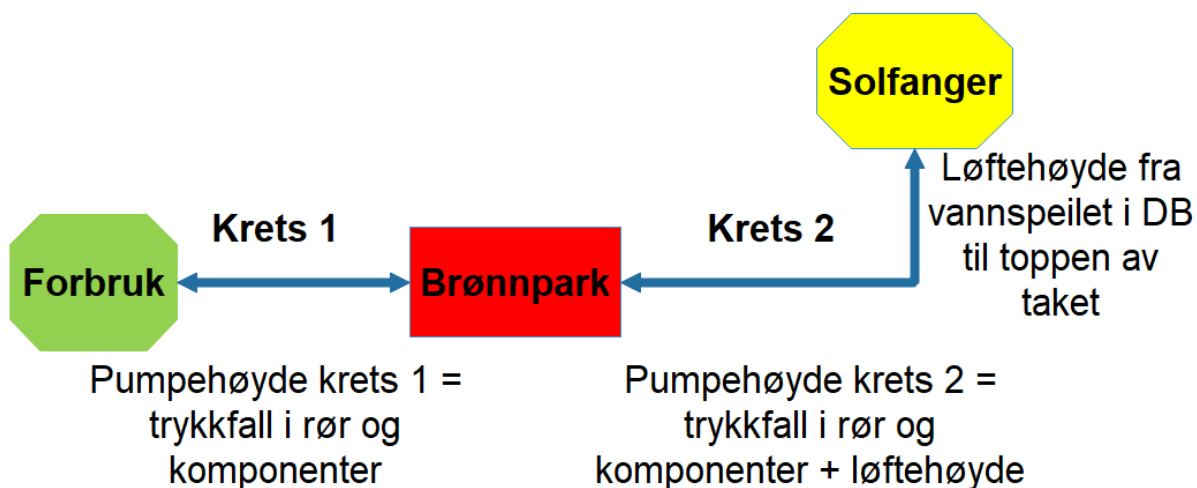 Solfanger
Løftehøyde fra
vannspeilet i DB
til toppen av
taket
Krets 1
Krets 2
Forbruk
Brønnpark
Pumpehøyde krets 1 =
trykkfall i rør og
komponenter
Pumpehøyde krets 2 =
trykkfall i rør og
komponenter + løftehøyde